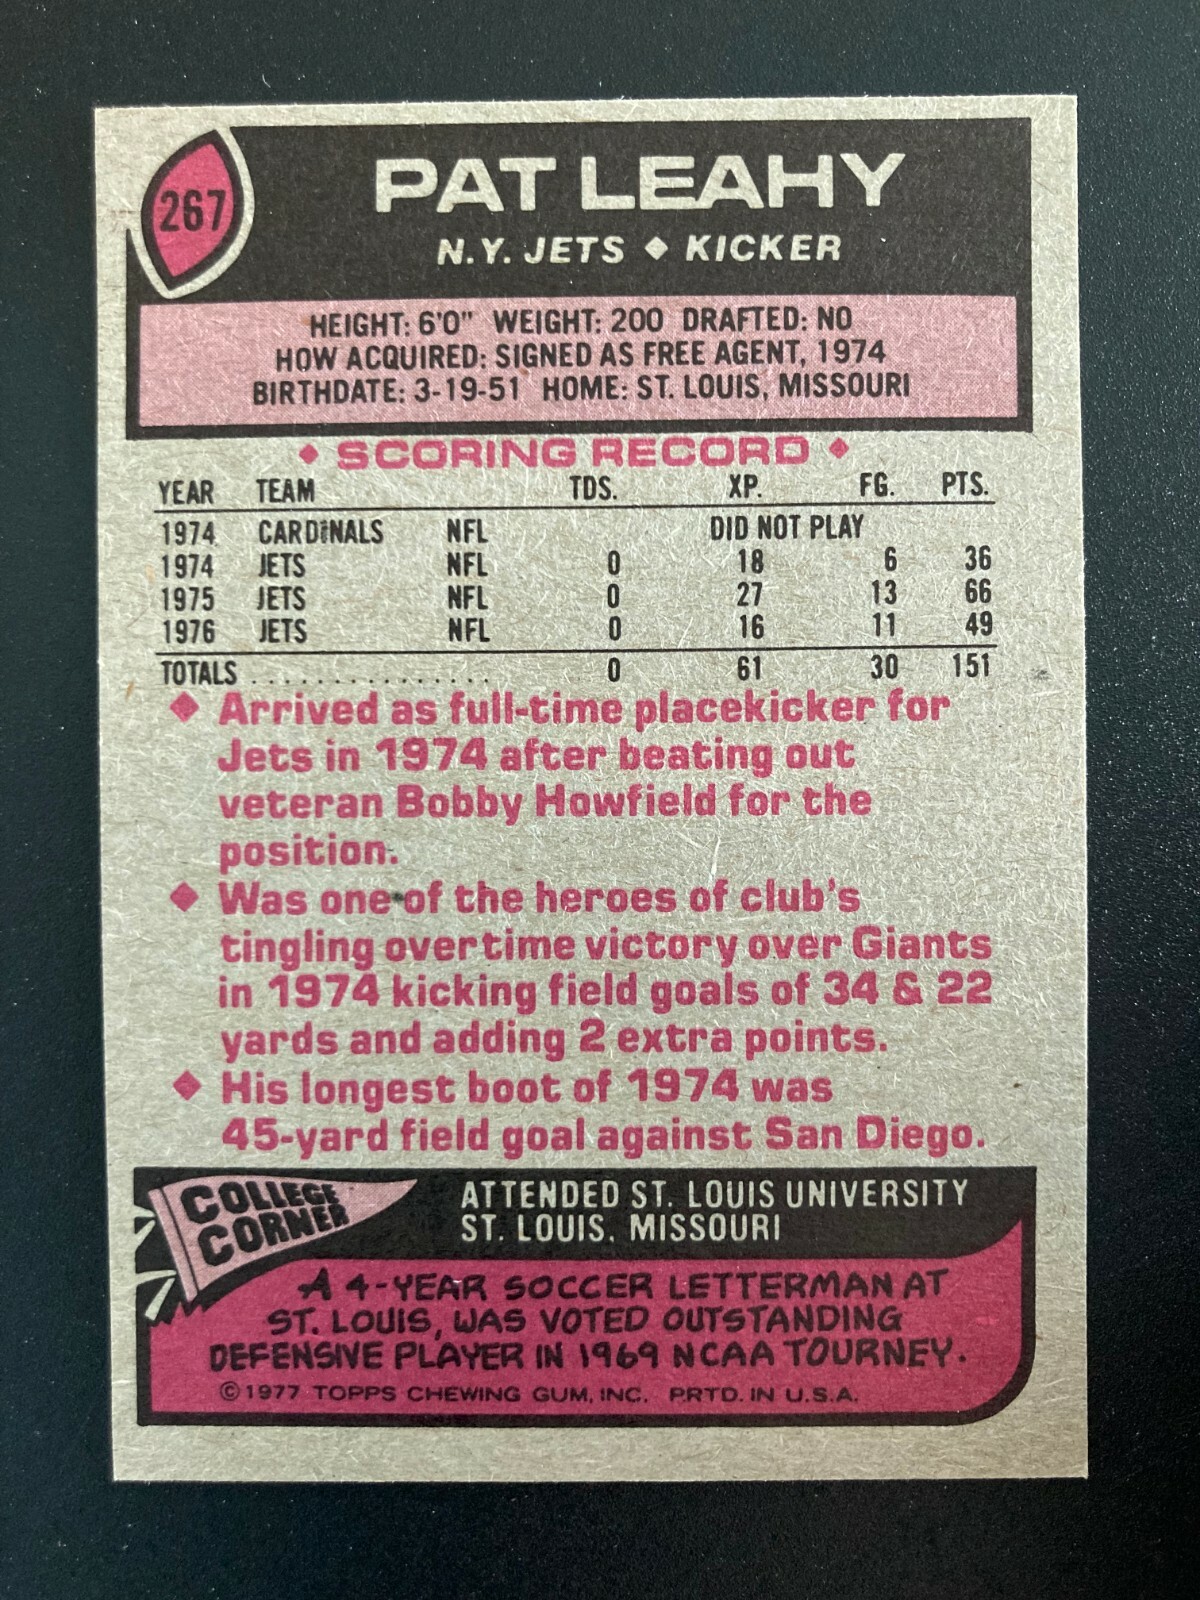 267
PAT LEAHY
N.Y. JETS ◆ KICKER
HEIGHT: 6'0" WEIGHT: 200 DRAFTED: NO
HOW ACQUIRED: SIGNED AS FREE AGENT, 1974
BIRTHDATE: 3-19-51 HOME: ST. LOUIS, MISSOURI
◆ SCORING RECORD ◆
YEAR TEAM TDS. XP. FG. PTS.
1974 CARDINALS NFL DID NOT PLAY
1974 JETS NFL 0 18 6 36
1975 JETS NFL 0 27 13 66
1976 JETS NFL 0 16 11 49
TOTALS ............... 0 61 30 151
◆ Arrived as full-time placekicker for
Jets in 1974 after beating out
veteran Bobby Howfield for the
position.
◆ Was one of the heroes of club's
tingling overtime victory over Giants
in 1974 kicking field goals of 34 & 22
yards and adding 2 extra points.
◆ His longest boot of 1974 was
45-yard field goal against San Diego.
COLLEGE
CORNER
ATTENDED ST. LOUIS UNIVERSITY
ST. LOUIS, MISSOURI
A 4-YEAR SOCCER LETTERMAN AT
ST. LOUIS, WAS VOTED OUTSTANDING
DEFENSIVE PLAYER IN 1969 NCAA TOURNEY.
©1977 TOPPS CHEWING GUM, INC. PRTD. IN U.S.A.